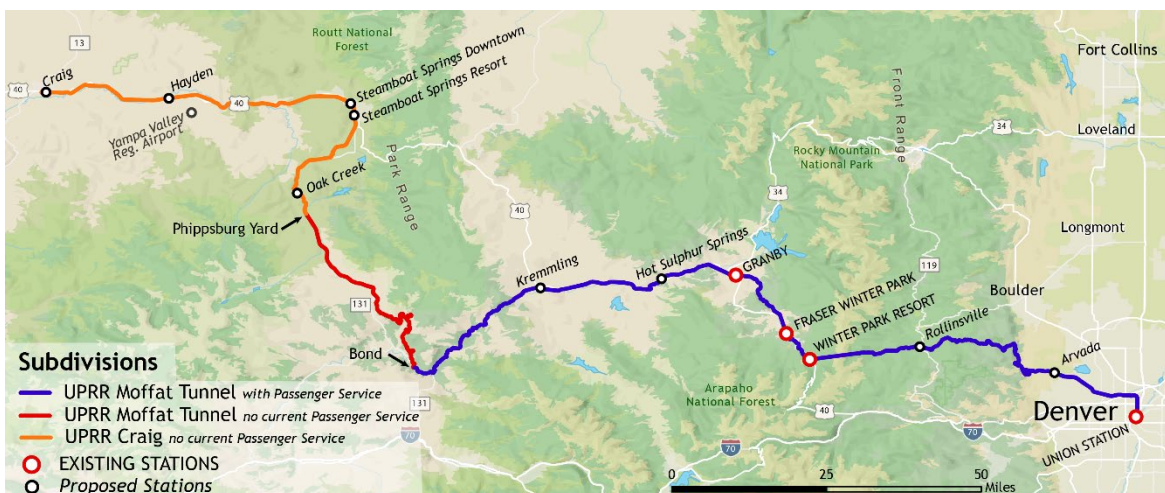 Routt National
Forest
13
Craig
40
Hayden
40
Yampa Valley
Reg. Airport
Steamboat Springs Downtown
Steamboat Springs Resort
Oak Creek
Park Range
Phippsburg Yard
40
Kremmling
Hot Sulphur Springs
GRANBY
34
Rocky Mountain
National Park
Front Range
34
Fort Collins
Loveland
Longmont
119
Boulder
FRASER WINTER PARK
WINTER PARK RESORT
Rollinsville
Arvada
Denver
UNION STATION
Arapaho
National Forest
40
70
131
Bond
131
70
70
Subdivisions
UPRR Moffat Tunnel with Passenger Service
UPRR Moffat Tunnel no current Passenger Service
UPRR Craig no current Passenger Service
EXISTING STATIONS
Proposed Stations
0 25 50
Miles